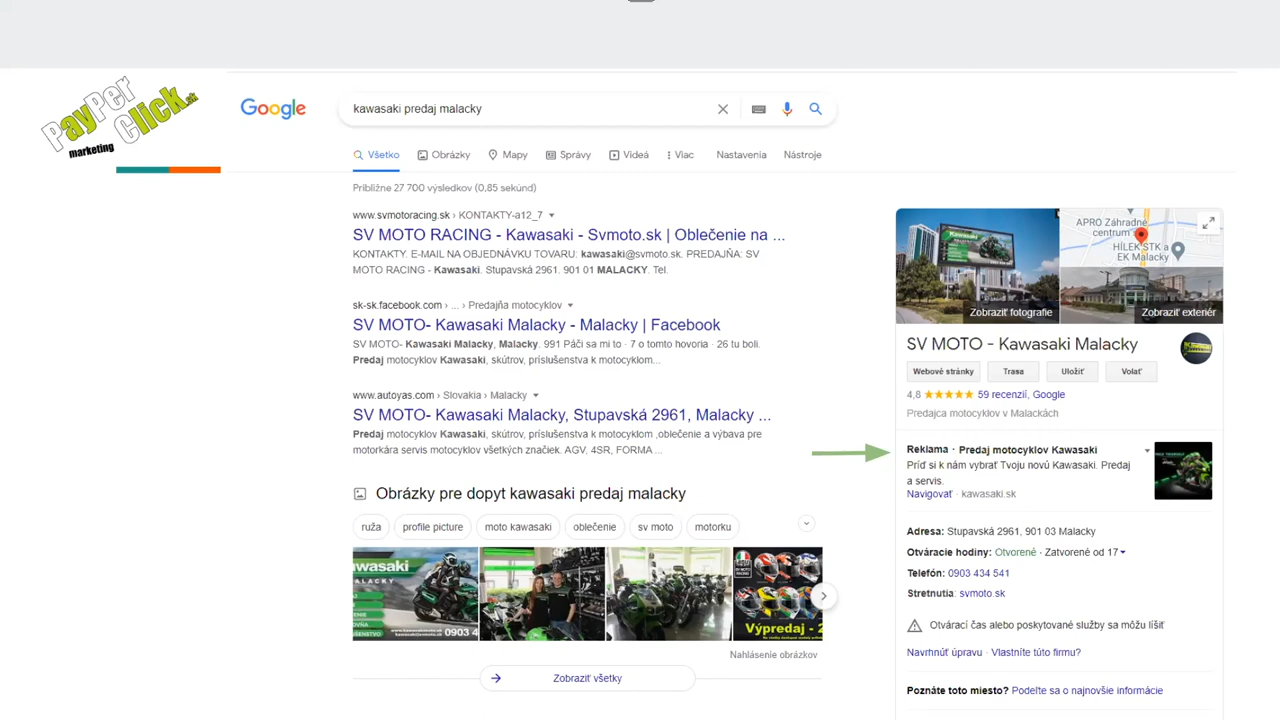 PayPer
Click.sk
marketing
Google
kawasaki predaj malacky
Všetko
Obrázky
Mapy
Správy
Videá
Viac
Nastavenia
Nástroje
Približne 27 700 výsledkov (0,85 sekúnd)
www.svmotoracing.sk › KONTAKTY-a12_7
SV MOTO RACING - Kawasaki - Svmoto.sk | Oblečenie na ...
KONTAKTY. E-MAIL NA OBJEDNÁVKU TOVARU: kawasaki@svmoto.sk. PREDAJŇA: SV
MOTO RACING - Kawasaki. Stupavská 2961. 901 01 MALACKY. Tel.
sk-sk.facebook.com › ... › Predajňa motocyklov
SV MOTO- Kawasaki Malacky - Malacky | Facebook
SV MOTO- Kawasaki Malacky, Malacky. 991 Páči sa mi to · 7 o tomto hovoria · 26 tu boli.
Predaj motocyklov Kawasaki, skútrov, príslušenstva k motocyklom...
www.autoyas.com › Slovakia › Malacky
SV MOTO- Kawasaki Malacky, Stupavská 2961, Malacky ...
Predaj motocyklov Kawasaki, skútrov, príslušenstva k motocyklom ,oblečenie a výbava pre
motorkára servis motocyklov všetkých značiek. AGV, 4SR, FORMA ...
Obrázky pre dopyt kawasaki predaj malacky
ruža
profile picture
moto kawasaki
oblečenie
sv moto
motorku
awasaki
MALACKY
0903 4
Výpredaj - 2
Nahlásenie obrázkov
Zobraziť všetky
Kawasaki
APRO Záhradné
centrum
HÍLEK STK a
EK Malacky
Zobraziť fotografie
Zobraziť exteriér
SV MOTO - Kawasaki Malacky
Webové stránky
Trasa
Uložiť
Volať
4,8 59 recenzií, Google
Predajca motocyklov v Malackách
Reklama · Predaj motocyklov Kawasaki
Príď si k nám vybrať Tvoju novú Kawasaki. Predaj
a servis.
Navigovať · kawasaki.sk
Adresa: Stupavská 2961, 901 03 Malacky
Otváracie hodiny: Otvorené · Zatvorené od 17
Telefón: 0903 434 541
Stretnutia: svmoto.sk
Otvárací čas alebo poskytované služby sa môžu líšiť
Navrhnúť úpravu · Vlastníte túto firmu?
Poznáte toto miesto? Podeľte sa o najnovšie informácie